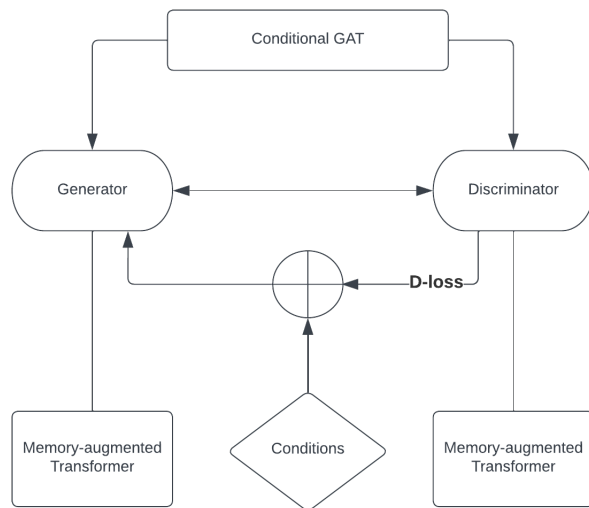 Conditional GAT
Generator
Discriminator
D-loss
Memory-augmented
Transformer
Conditions
Memory-augmented
Transformer